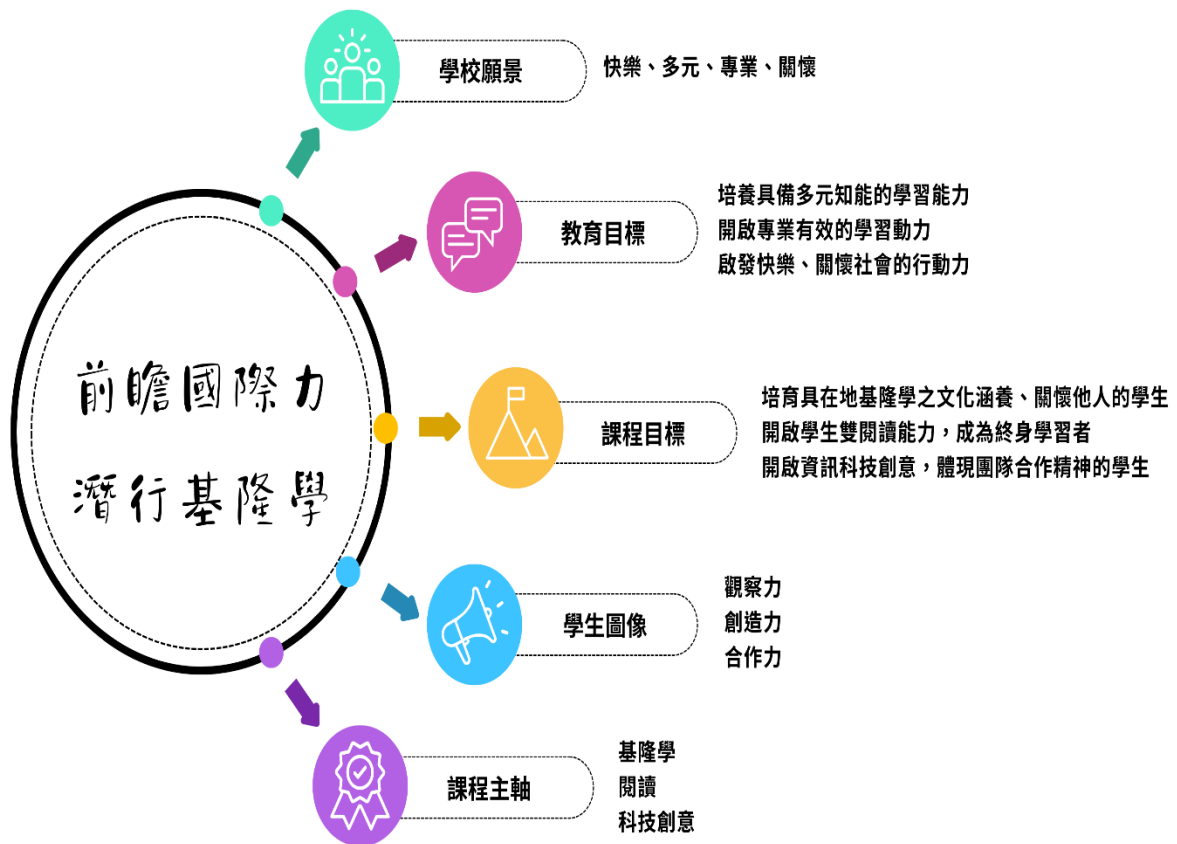 學校願景
快樂、多元、專業、關懷
教育目標
培養具備多元知能的學習能力
開啟專業有效的學習動力
啟發快樂、關懷社會的行動力
前瞻國際力
潛行基隆學
課程目標
培育具在地基隆學之文化涵養、關懷他人的學生
開啟學生雙閱讀能力，成為終身學習者
開啟資訊科技創意，體現團隊合作精神的學生
學生圖像
觀察力
創造力
合作力
課程主軸
基隆學
閱讀
科技創意